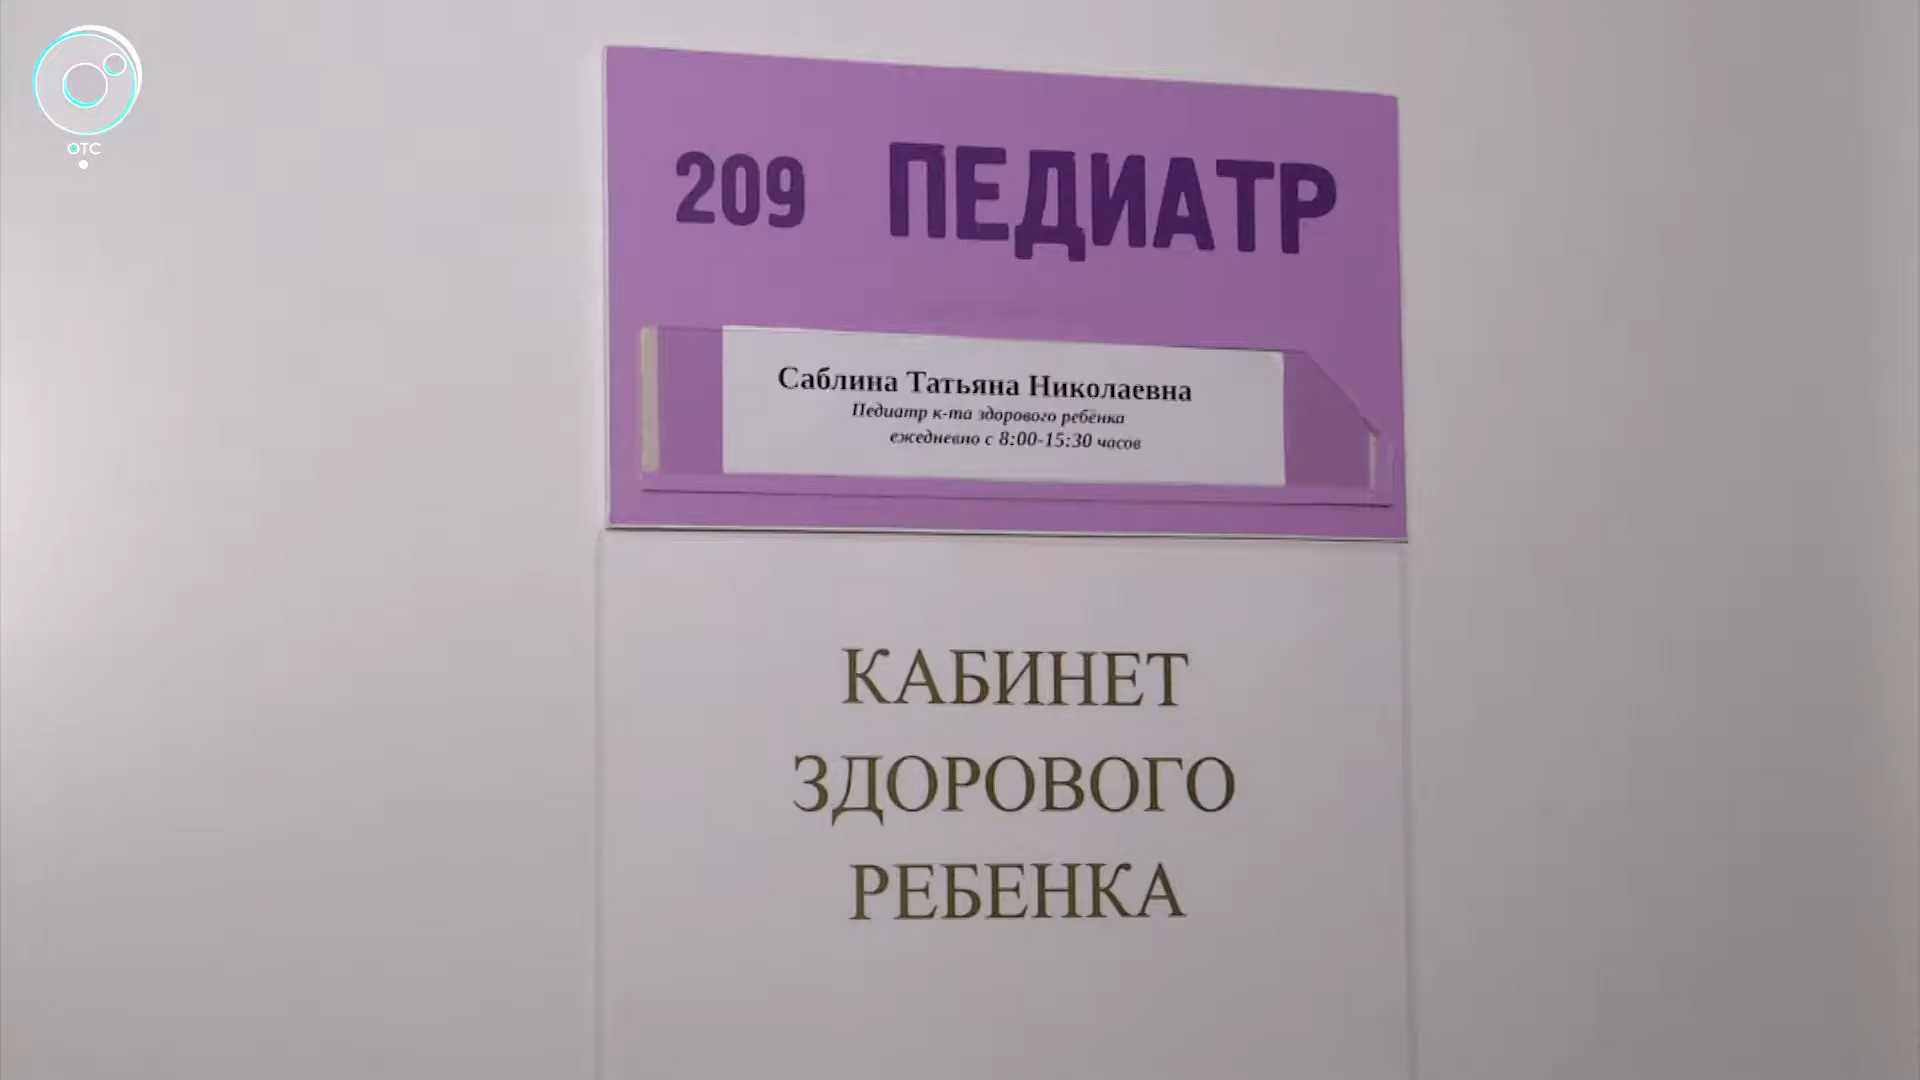 ОТС
209 ПЕДИАТР
Саблина Татьяна Николаевна
Педиатр к-та здорового ребёнка
ежедневно с 8:00-15:30 часов
КАБИНЕТ
ЗДОРОВОГО
РЕБЕНКА